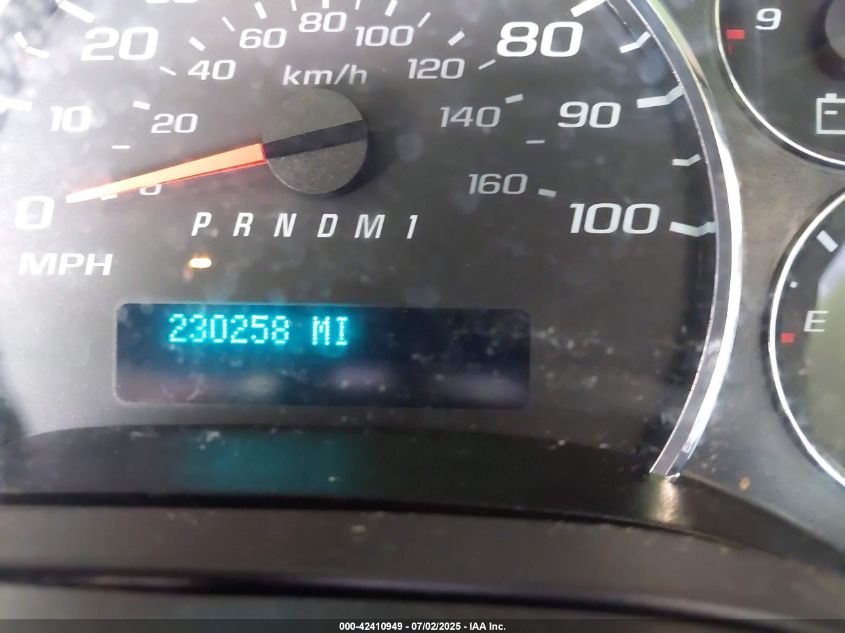 20 60 80 100 80
40 km/h 120 9
10 20 140 90
0 0 160 100
P R N D M 1
MPH
230258 MI
E
000-42410949 - 07/02/2025 - IAA Inc.